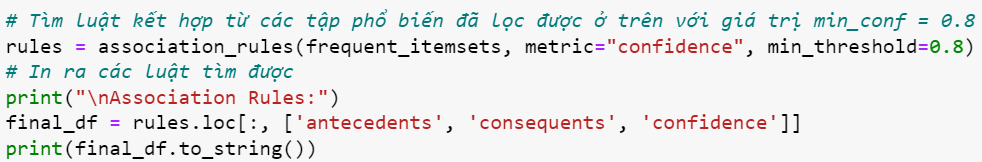 # Tìm luật kết hợp từ các tập phổ biến đã lọc được ở trên với giá trị min_conf = 0.8
rules = association_rules(frequent_itemsets, metric="confidence", min_threshold=0.8)
# In ra các luật tìm được
print("\nAssociation Rules:")
final_df = rules.loc[:, ['antecedents', 'consequents', 'confidence']]
print(final_df.to_string())